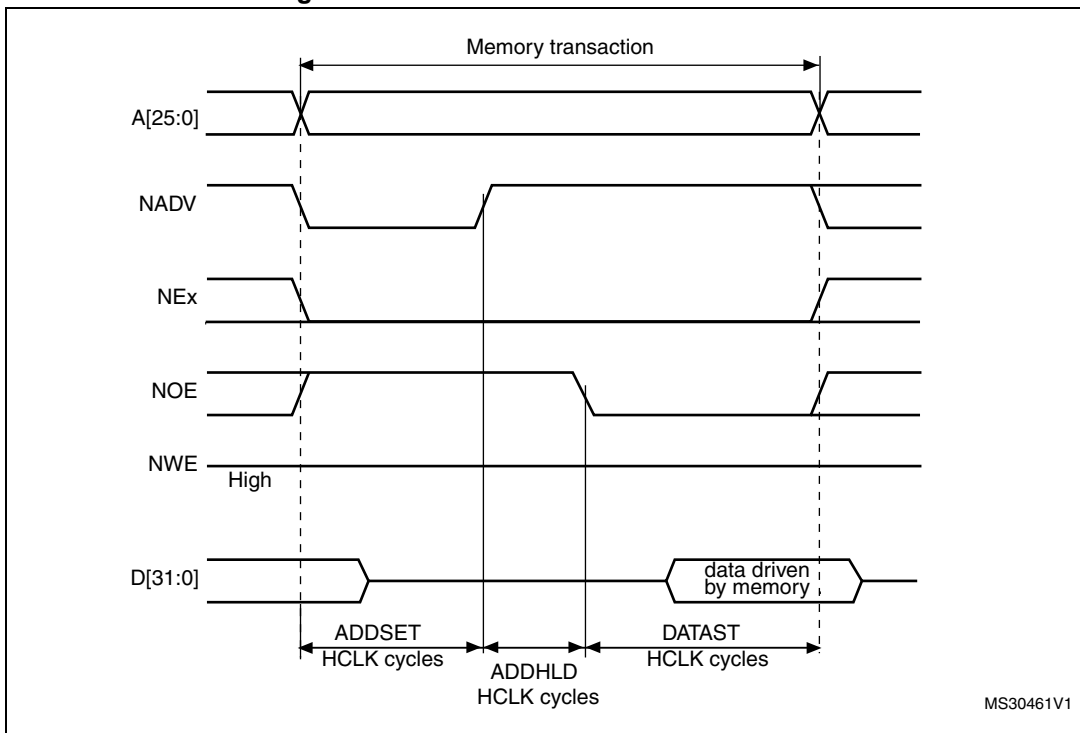 g
Memory transaction
A[25:0]
NADV
NEx
NOE
NWE
High
D[31:0]
data driven
by memory
ADDSET
HCLK cycles
ADDHLD
HCLK cycles
DATAST
HCLK cycles
MS30461V1